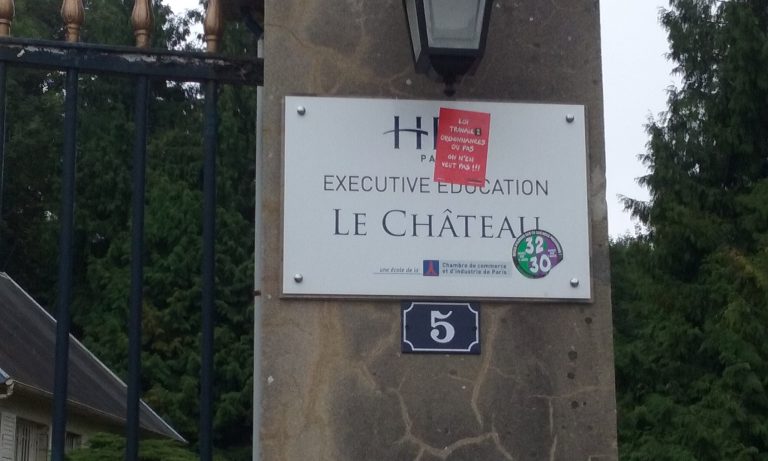 H
PA
LOI
TRAVAIL 2
ORDONNANCES
OU PAS
ON N'EN
VEUT PAS !!!
EXECUTIVE EDUCATION
LE CHÂTEAU
une école de la
Chambre de commerce
et d'industrie de Paris
32
30
5